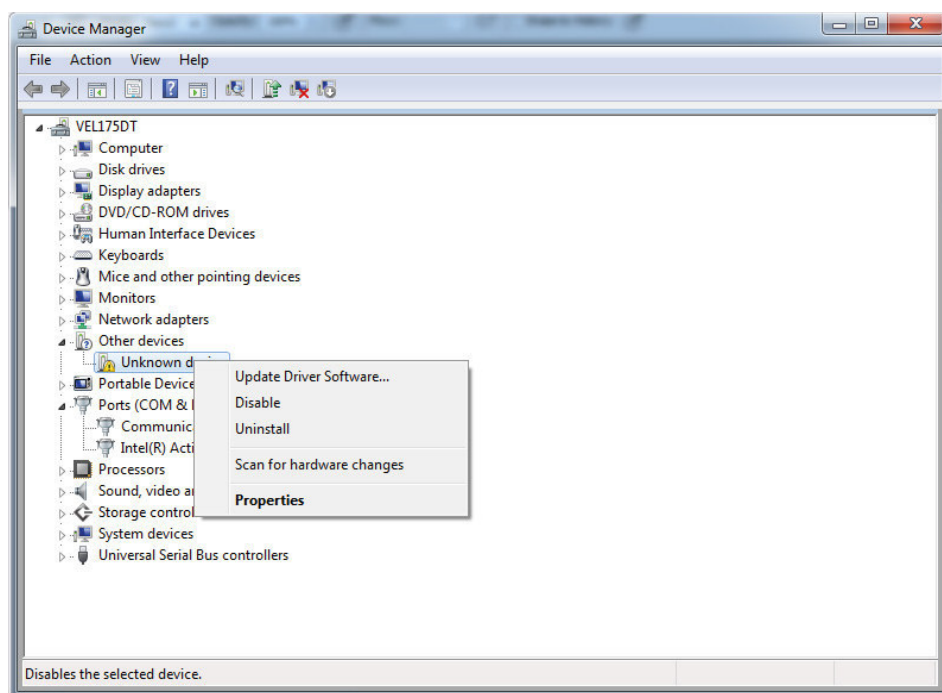 Device Manager
File Action View Help
VEL175DT
Computer
Disk drives
Display adapters
DVD/CD-ROM drives
Human Interface Devices
Keyboards
Mice and other pointing devices
Monitors
Network adapters
Other devices
Unknown d
Portable Device
Ports (COM &
Communic
Intel(R) Acti
Processors
Sound, video a
Storage control
System devices
Universal Serial Bus controllers
Update Driver Software...
Disable
Uninstall
Scan for hardware changes
Properties
Disables the selected device.